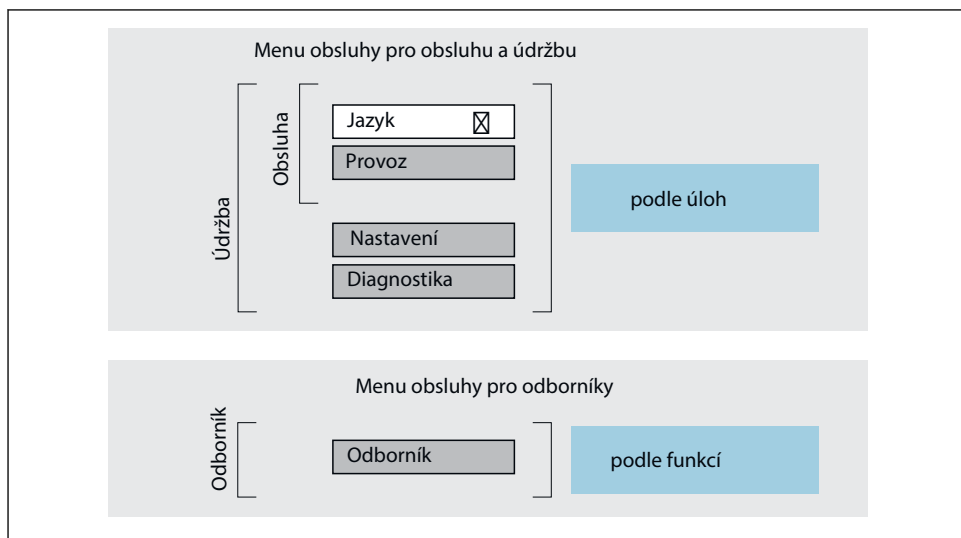 Menu obsluhy pro obsluhu a údržbu
Údržba
Obsluha
Jazyk
Provoz
Nastavení
Diagnostika
podle úloh
Menu obsluhy pro odborníky
Odborník
Odborník
podle funkcí